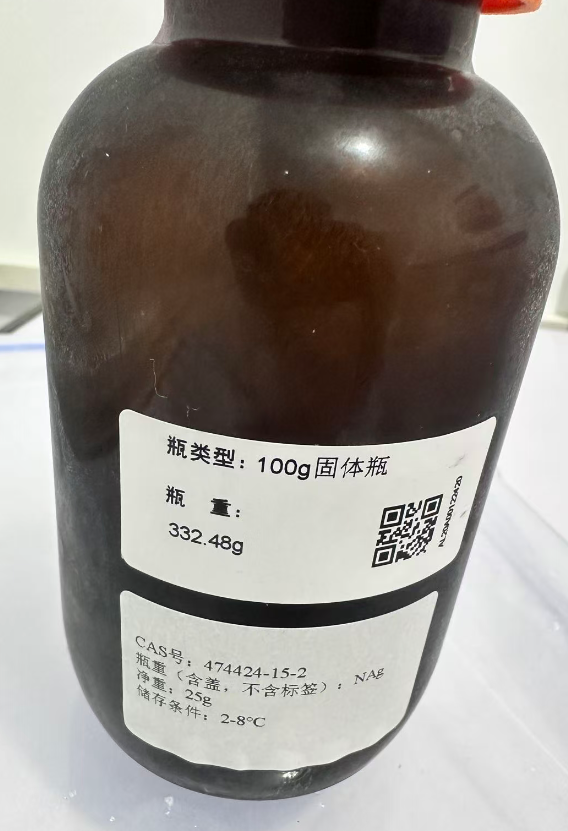 瓶类型：100g固体瓶
瓶 重：
332.48g
AL20A00122420
CAS号：474424-15-2
瓶重（含盖，不含标签）：NAg
净重：25g
储存条件：2-8℃